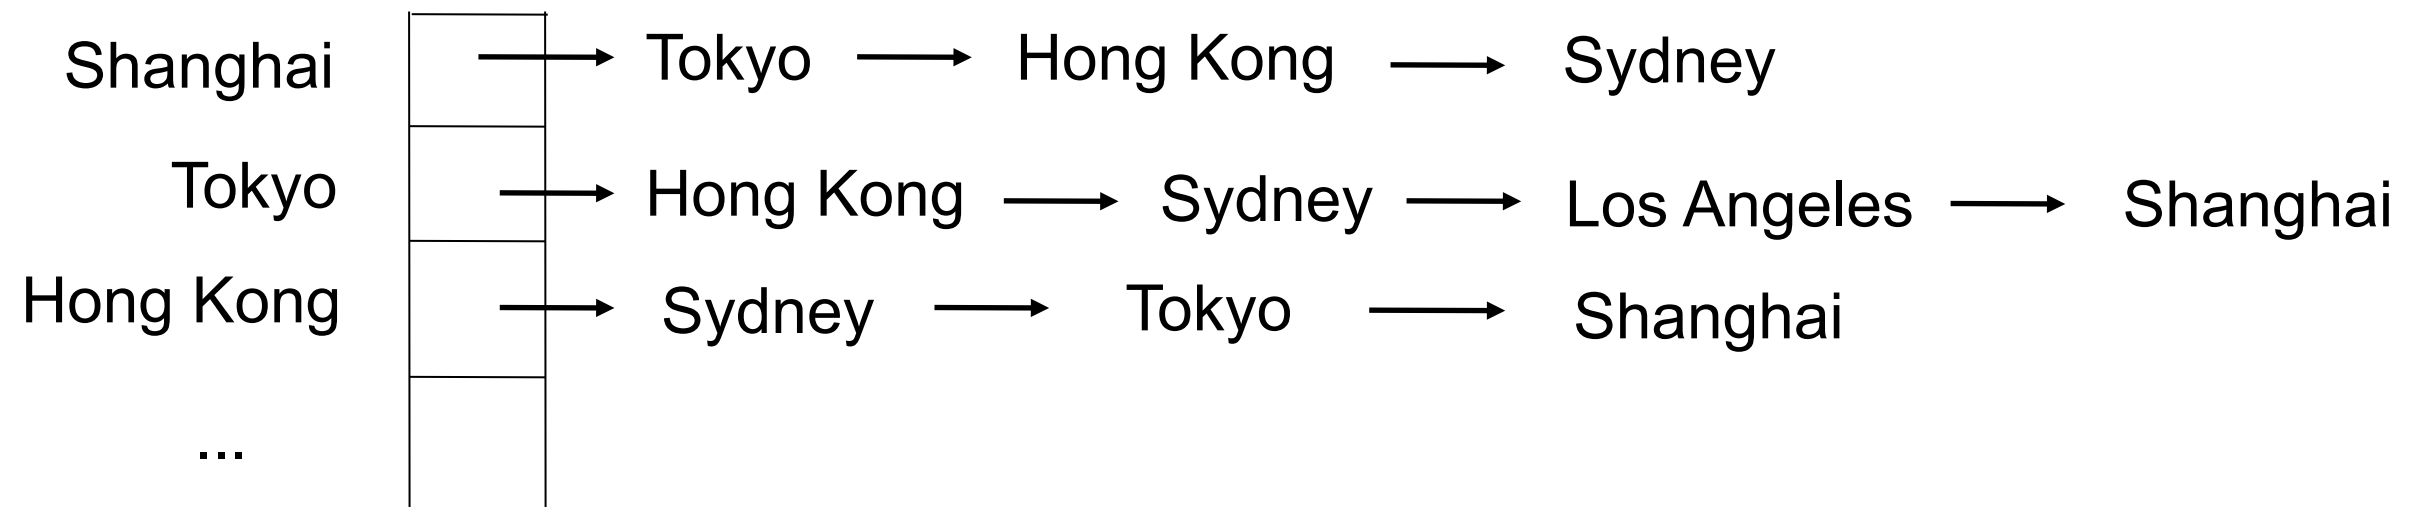 Shanghai Tokyo Hong Kong Sydney
Tokyo Hong Kong Sydney Los Angeles Shanghai
Hong Kong Sydney Tokyo Shanghai
...